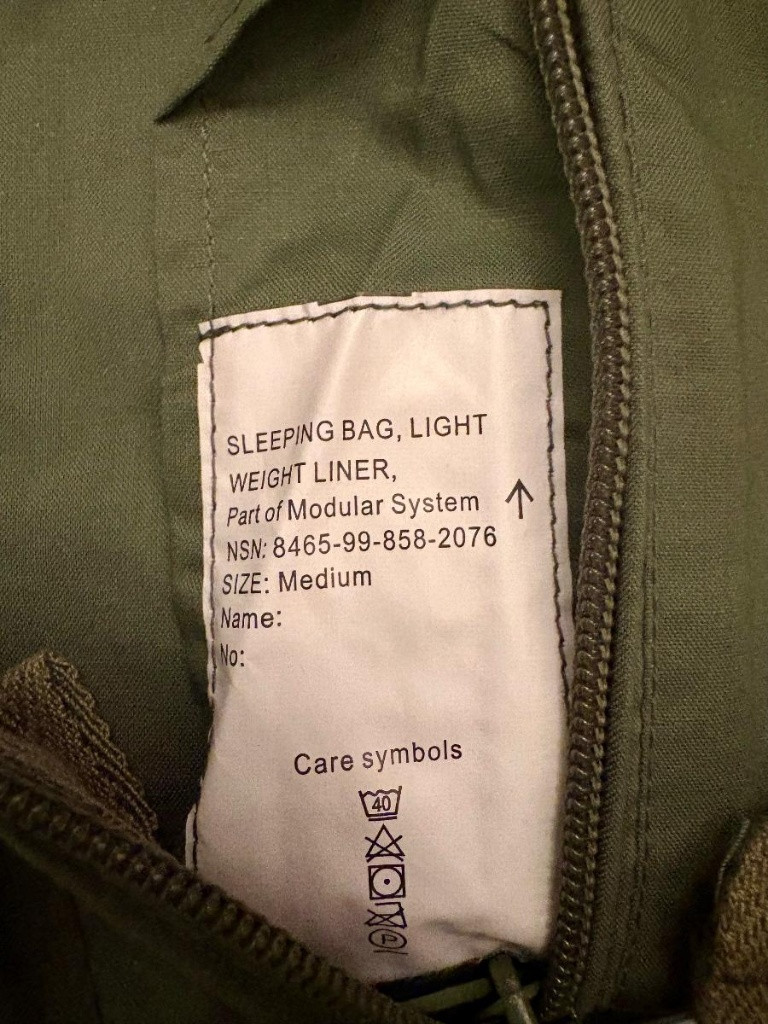 SLEEPING BAG, LIGHT
WEIGHT LINER,
Part of Modular System
NSN: 8465-99-858-2076
SIZE: Medium
Name:
No:
Care symbols
40
P